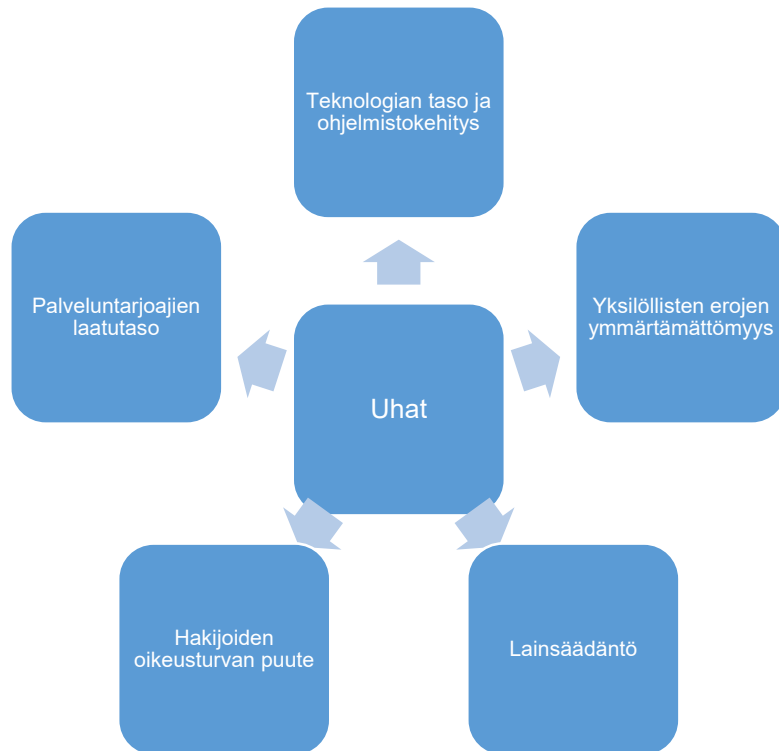 Teknologian taso ja
ohjelmistokehitys
Palveluntarjoajien
laatutaso
Yksilöllisten erojen
ymmärtämättömyys
Uhat
Hakijoiden
oikeusturvan puute
Lainsäädäntö